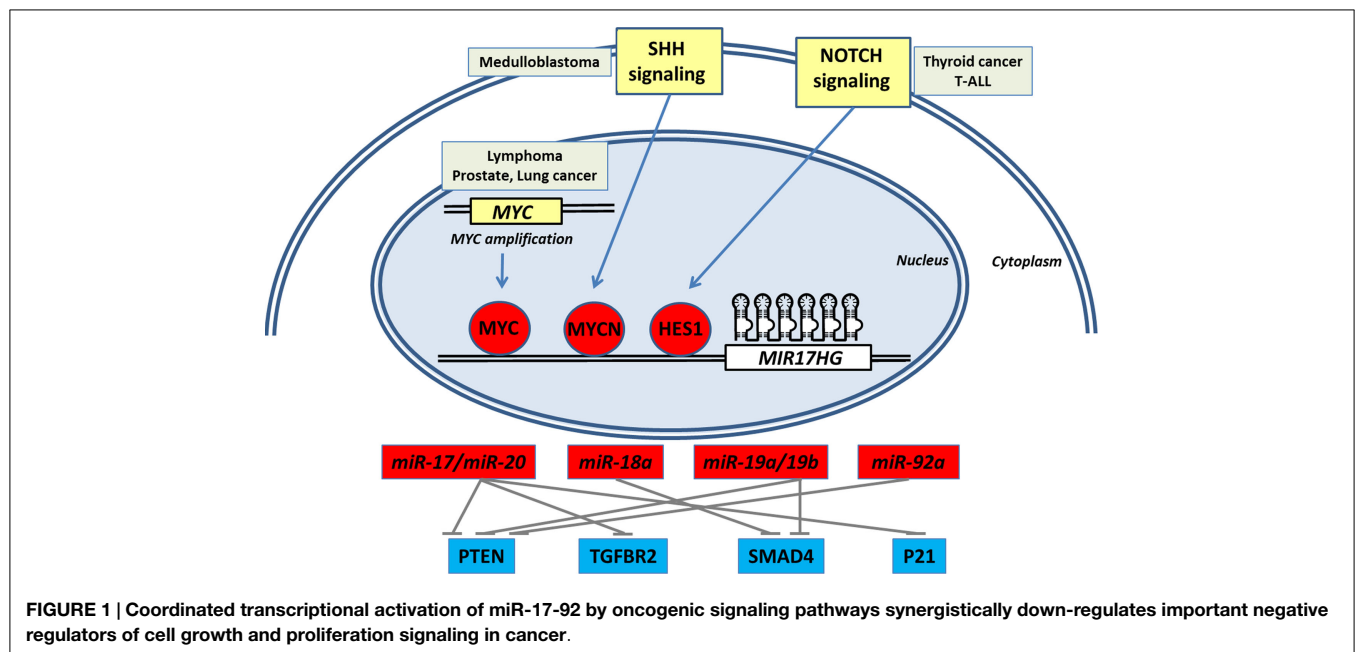 SHH
signaling
NOTCH
signaling
Medulloblastoma
Thyroid cancer
T-ALL
Lymphoma
Prostate, Lung cancer
MYC
MYC amplification
Nucleus
Cytoplasm
MYC
MYCN
HES1
MIR17HG
miR-17/miR-20
miR-18a
miR-19a/19b
miR-92a
PTEN
TGFBR2
SMAD4
P21
FIGURE 1 | Coordinated transcriptional activation of miR-17-92 by oncogenic signaling pathways synergistically down-regulates important negative
regulators of cell growth and proliferation signaling in cancer.